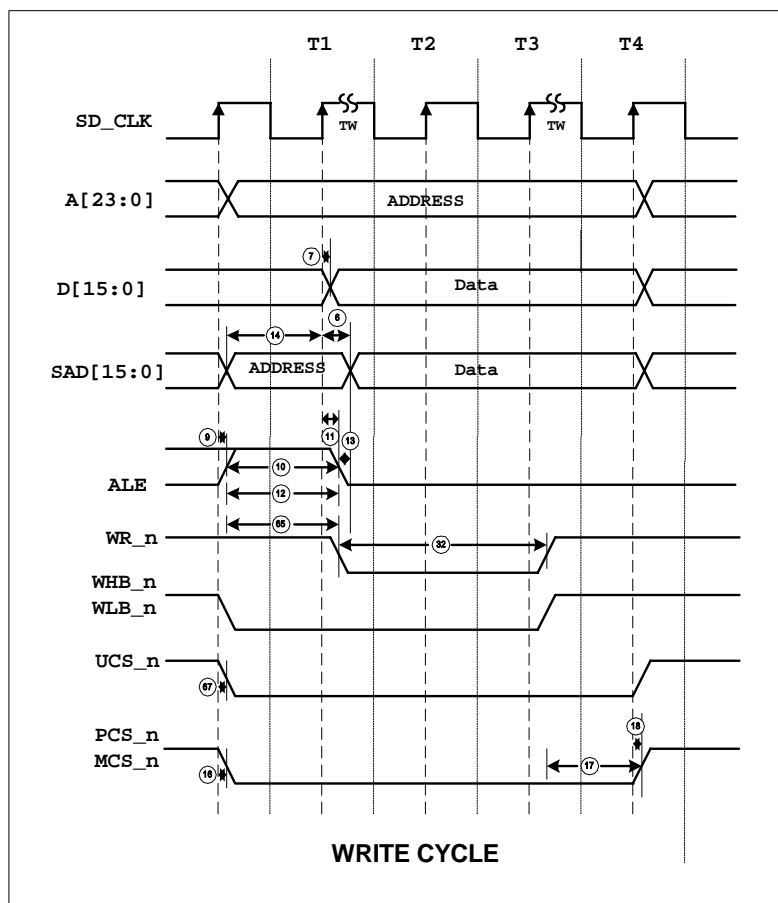 T1 T2 T3 T4
SD_CLK
TW TW
A[23:0] ADDRESS
7
D[15:0] Data
6
14
SAD[15:0] ADDRESS Data
9 11 13
10
ALE 12
65
WR_n 32
WHB_n
WLB_n
UCS_n
67
18
PCS_n
MCS_n 17
16
WRITE CYCLE